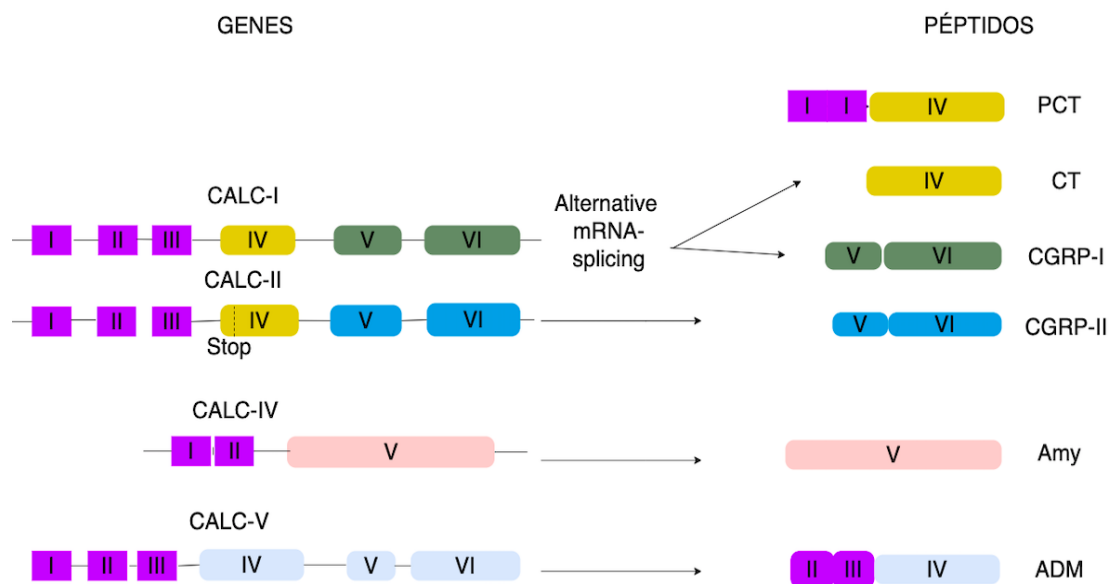 GENES
PÉPTIDOS
I I IV PCT
IV CT
CALC-I
Alternative
mRNA-
splicing
I II III IV V VI
V VI CGRP-I
CALC-II
I II III IV V VI
Stop
V VI CGRP-II
CALC-IV
I II V
V Amy
CALC-V
I II III IV V VI
II III IV ADM